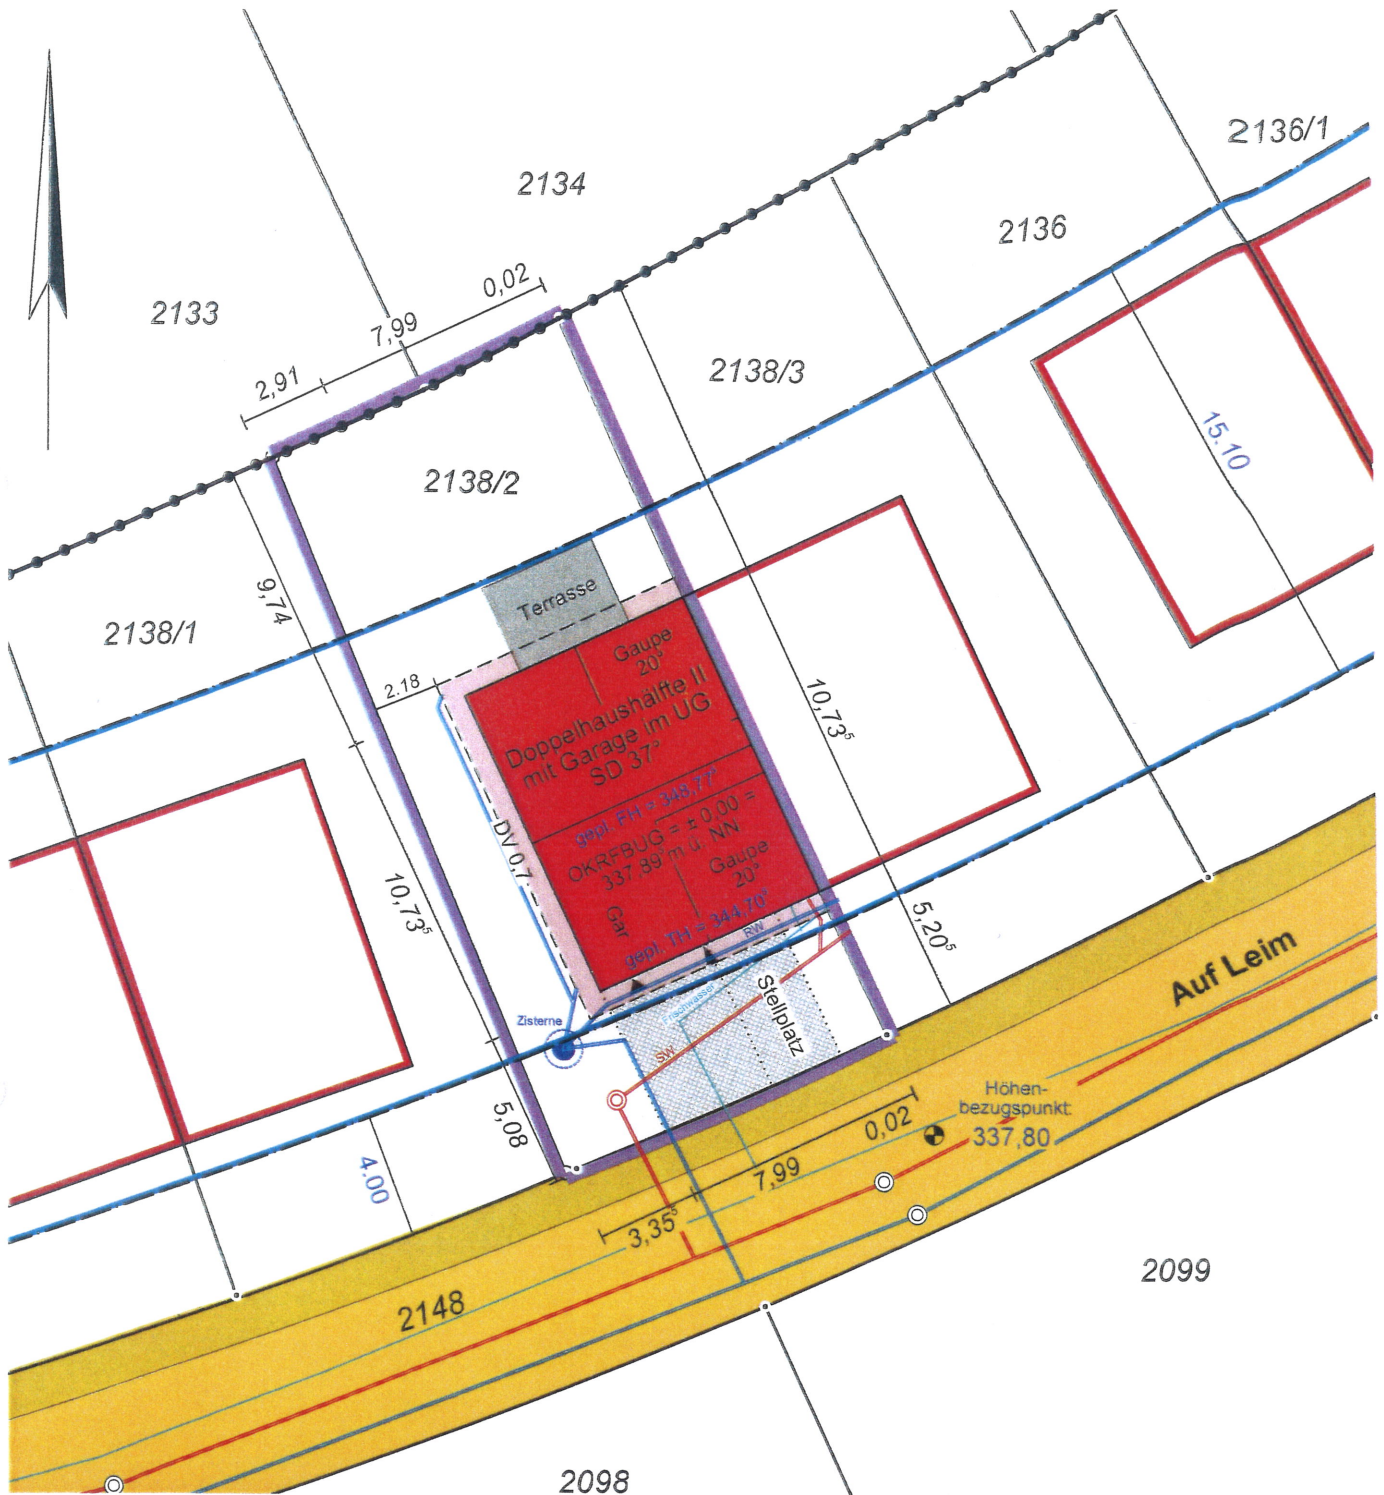 2136/1
2134
2136
0,02
2133
7,99
2,91
2138/3
15.10
2138/2
9,74
Terrasse
2138/1
Gaupe
20°
2.18
10,73⁵
Doppelhaushälfte II
mit Garage im UG
SD 37°
gepl. FH = 348,77
OKRFBUG = ± 0,00 =
337,89 m ü. NN
DV 0,7
Gaupe
20°
10,73⁵
Gar
gepl. TH = 344,70
RW
5,20⁵
Auf Leim
Stellplatz
Zisterne
SW
Höhen-
bezugspunkt:
337,80
5,08
0,02
4.00
7,99
3,35⁵
2148
2099
2098